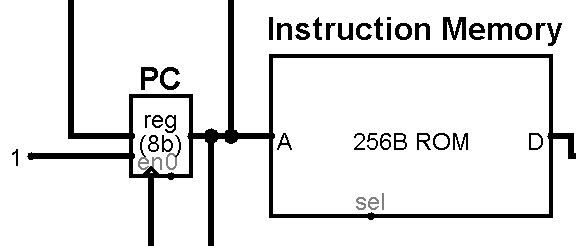 Instruction Memory
PC
reg
(8b)
en0
1
A
256B ROM
D
sel